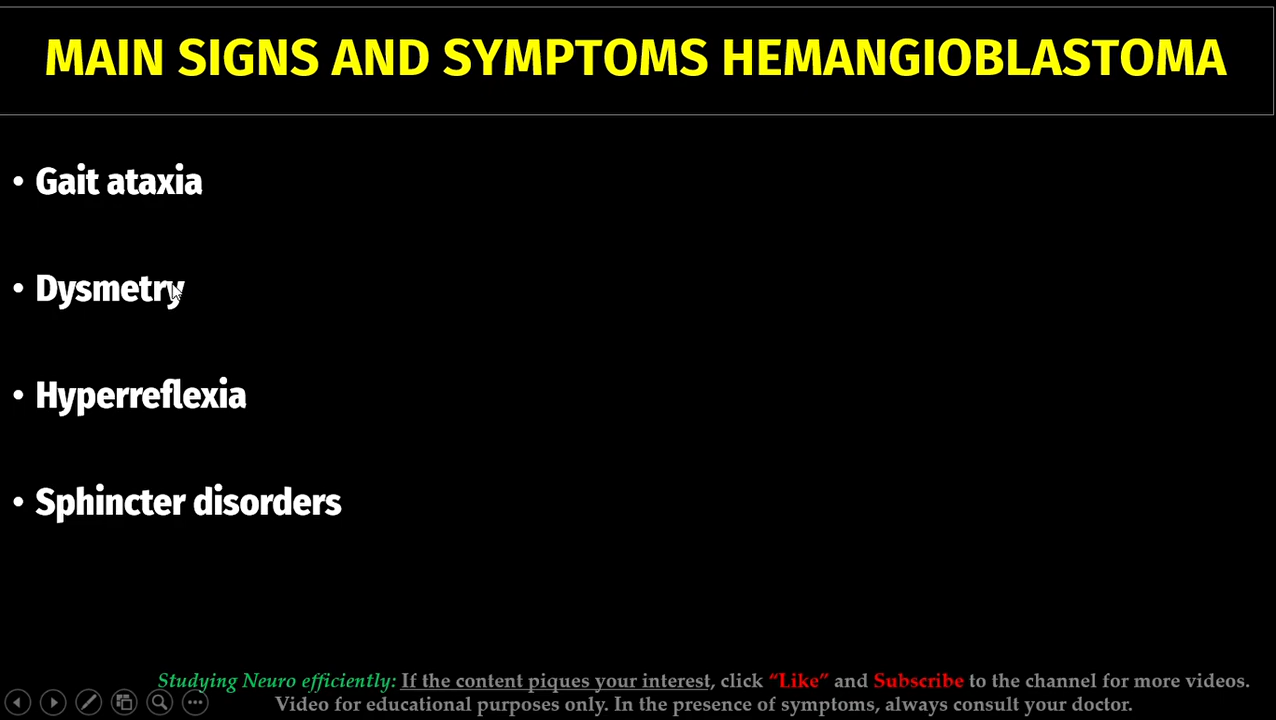 MAIN SIGNS AND SYMPTOMS HEMANGIOBLASTOMA
• Gait ataxia
• Dysmetry
• Hyperreflexia
• Sphincter disorders
Studying Neuro efficiently: If the content piques your interest, click “Like” and Subscribe to the channel for more videos.
Video for educational purposes only. In the presence of symptoms, always consult your doctor.